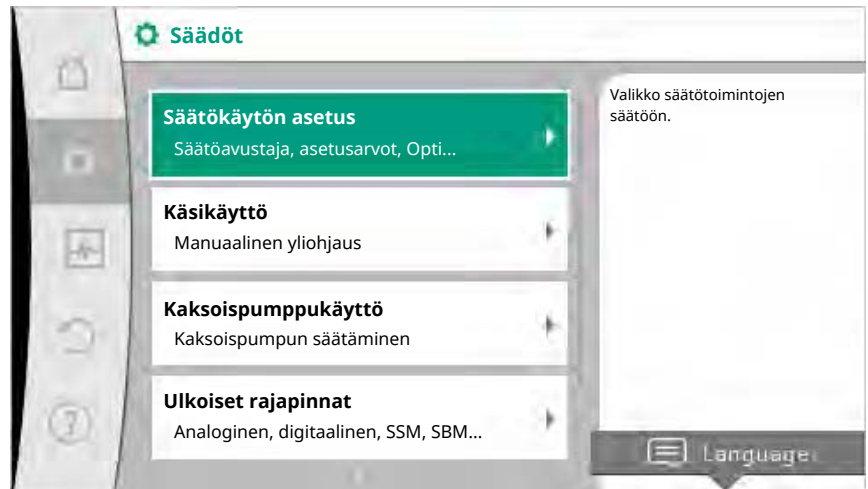 Säädöt
Säätökäytön asetus
Säätöavustaja, asetusarvot, Opti...
Käsikäyttö
Manuaalinen yliohjaus
Kaksoispumppukäyttö
Kaksoispumpun säätäminen
Ulkoiset rajapinnat
Analoginen, digitaalinen, SSM, SBM...
Valikko säätötoimintojen
säätöön.
Language